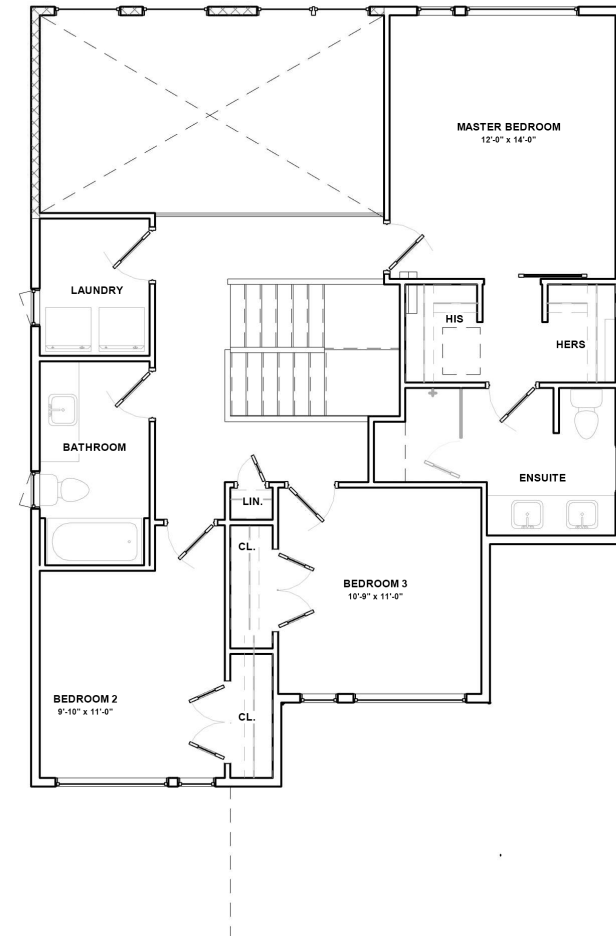 MASTER BEDROOM
12'-0" x 14'-0"
LAUNDRY
HIS
HERS
BATHROOM
ENSUITE
LIN.
CL.
BEDROOM 3
10'-9" x 11'-0"
BEDROOM 2
9'-10" x 11'-0"
CL.